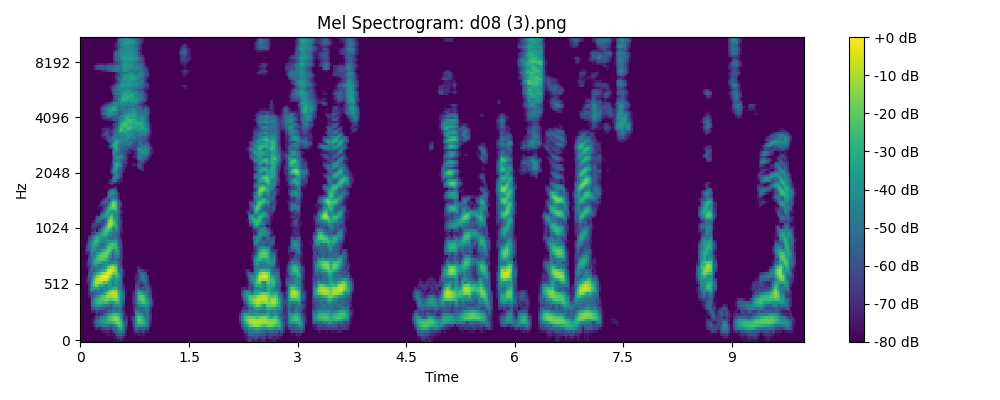 Mel Spectrogram: d08 (3).png
8192
4096
2048
1024
512
0
Hz
0 1.5 3 4.5 6 7.5 9
Time
+0 dB
-10 dB
-20 dB
-30 dB
-40 dB
-50 dB
-60 dB
-70 dB
-80 dB